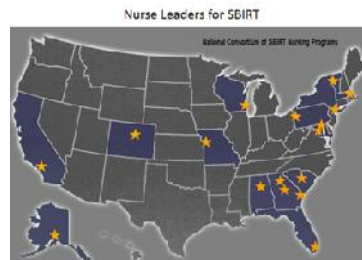 Nurse Leaders for SBIRT
National Consortium of SBIRT Nursing Programs